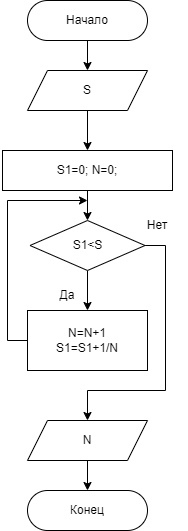 Начало
S
S1=0; N=0;
Нет
S1<S
Да
N=N+1
S1=S1+1/N
N
Конец